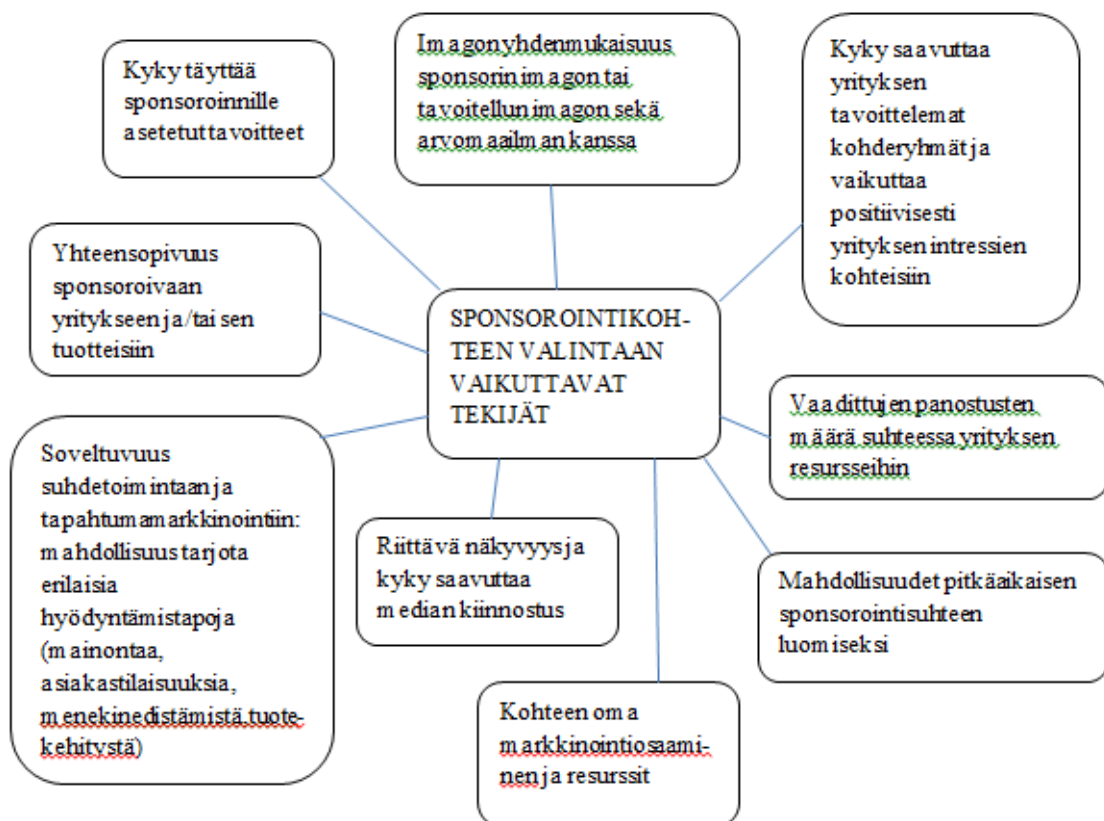 Kyky täyttää
sponsoroinnille
asetetut tavoitteet
Imagon yhdenmukaisuus
sponsorin imagon tai
tavoitellun imagon sekä
arvomaailman kanssa
Kyky saavuttaa
yrityksen
tavoittelemat
kohderyhmät ja
vaikuttaa
positiivisesti
yrityksen intressien
kohteisiin
Yhteensopivuus
sponsoroivaan
yritykseen ja/tai sen
tuotteisiin
SPONSOROINTIKOH-
TEEN VALINTAAN
VAIKUTTAVAT
TEKIJÄT
Vaadittujen panostusten
määrä suhteessa yrityksen
resursseihin
Soveltuvuus
suhdetoimintaan ja
tapahtumamarkkinointiin:
mahdollisuus tarjota
erilaisia
hyödyntämistapoja
(mainontaa,
asiakastilaisuuksia,
menekinedistämistä.tuote-
kehitystä)
Riittävä näkyvyys ja
kyky saavuttaa
median kiinnostus
Mahdollisuudet pitkäaikaisen
sponsorointisuhteen
luomiseksi
Kohteen oma
markkinointiosaami-
nen ja resurssit